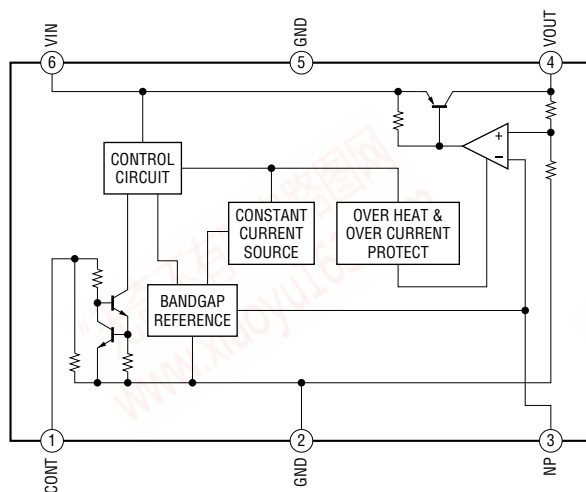 VIN
GND
VOUT
6
5
4
+
−
CONTROL
CIRCUIT
CONSTANT
CURRENT
SOURCE
OVER HEAT &
OVER CURRENT
PROTECT
BANDGAP
REFERENCE
1
2
3
CONT
GND
NP